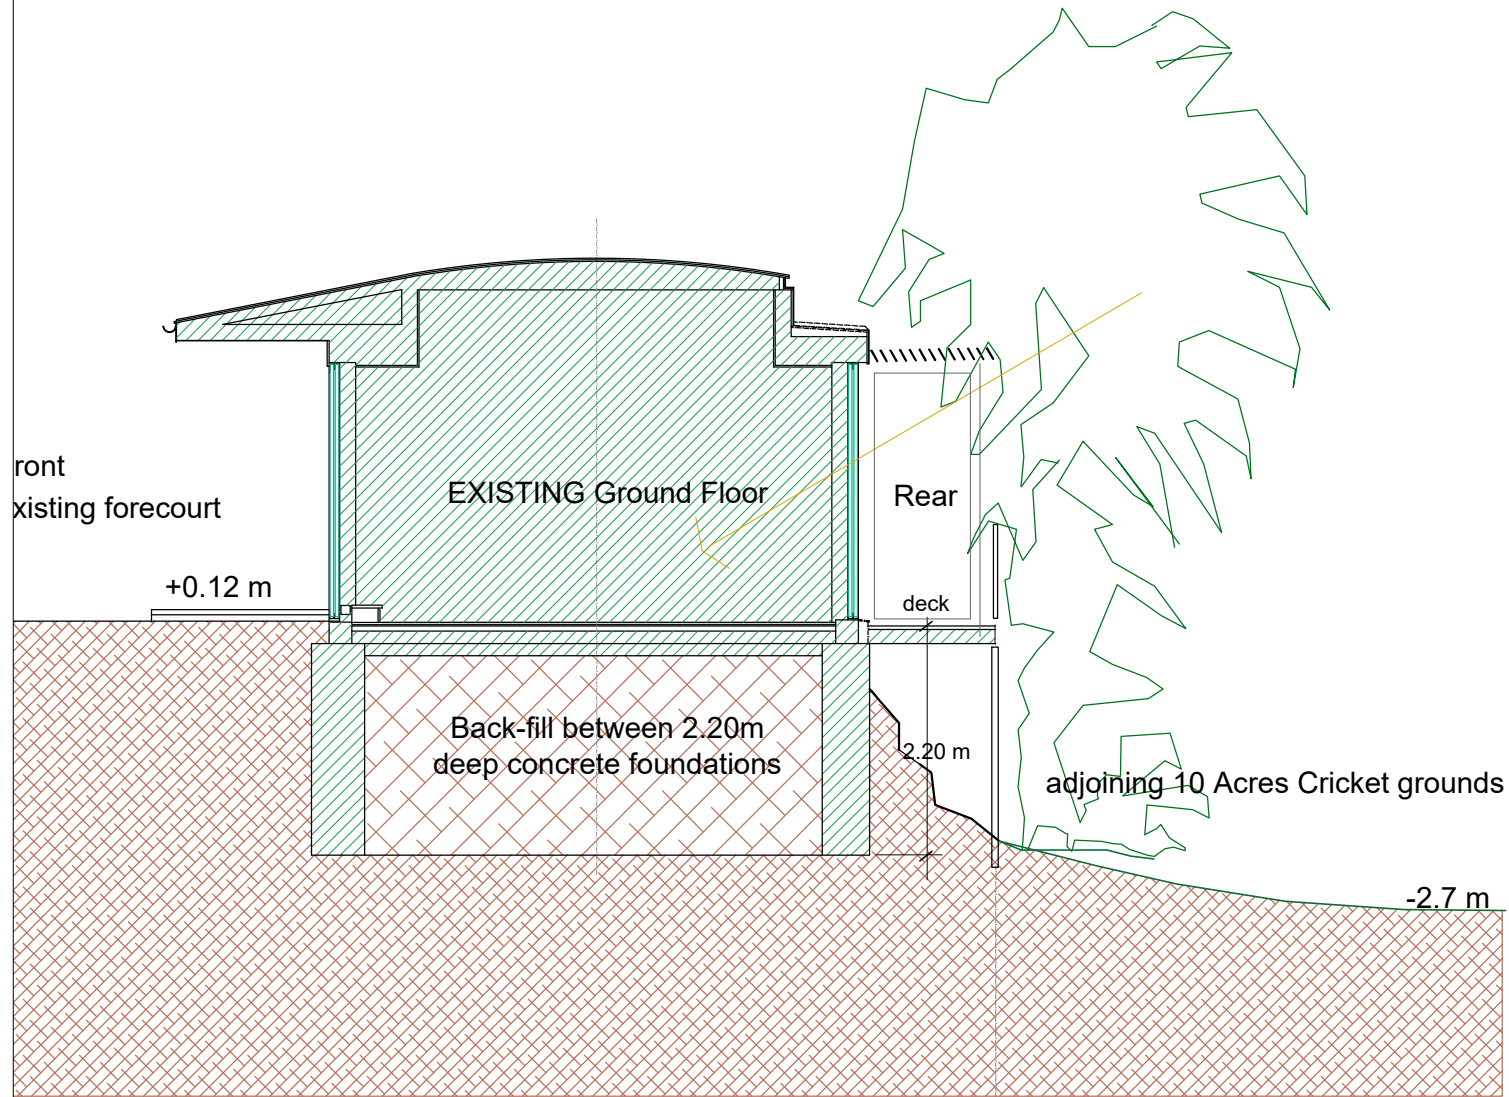 ront
xisting forecourt
EXISTING Ground Floor
Rear
+0.12 m
deck
Back-fill between 2.20m
deep concrete foundations
2.20 m
adjoining 10 Acres Cricket grounds
-2.7 m